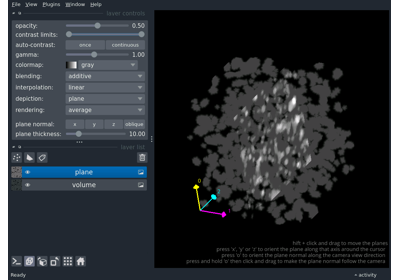 File View Plugins Window Help
layer controls
opacity: 0.50
contrast limits:
auto-contrast: once continuous
gamma: 1.00
colormap: gray
blending: additive
interpolation: linear
depiction: plane
rendering: average
plane normal: x y z oblique
plane thickness: 10.00
layer list
plane
volume
0
hift + click and drag to move the planes
press 'x', 'y' or 'z' to orient the plane along that axis around the cursor
press 'o' to orient the plane normal along the camera view direction
press and hold 'o' then click and drag to make the plane normal follow the camera
Ready
activity